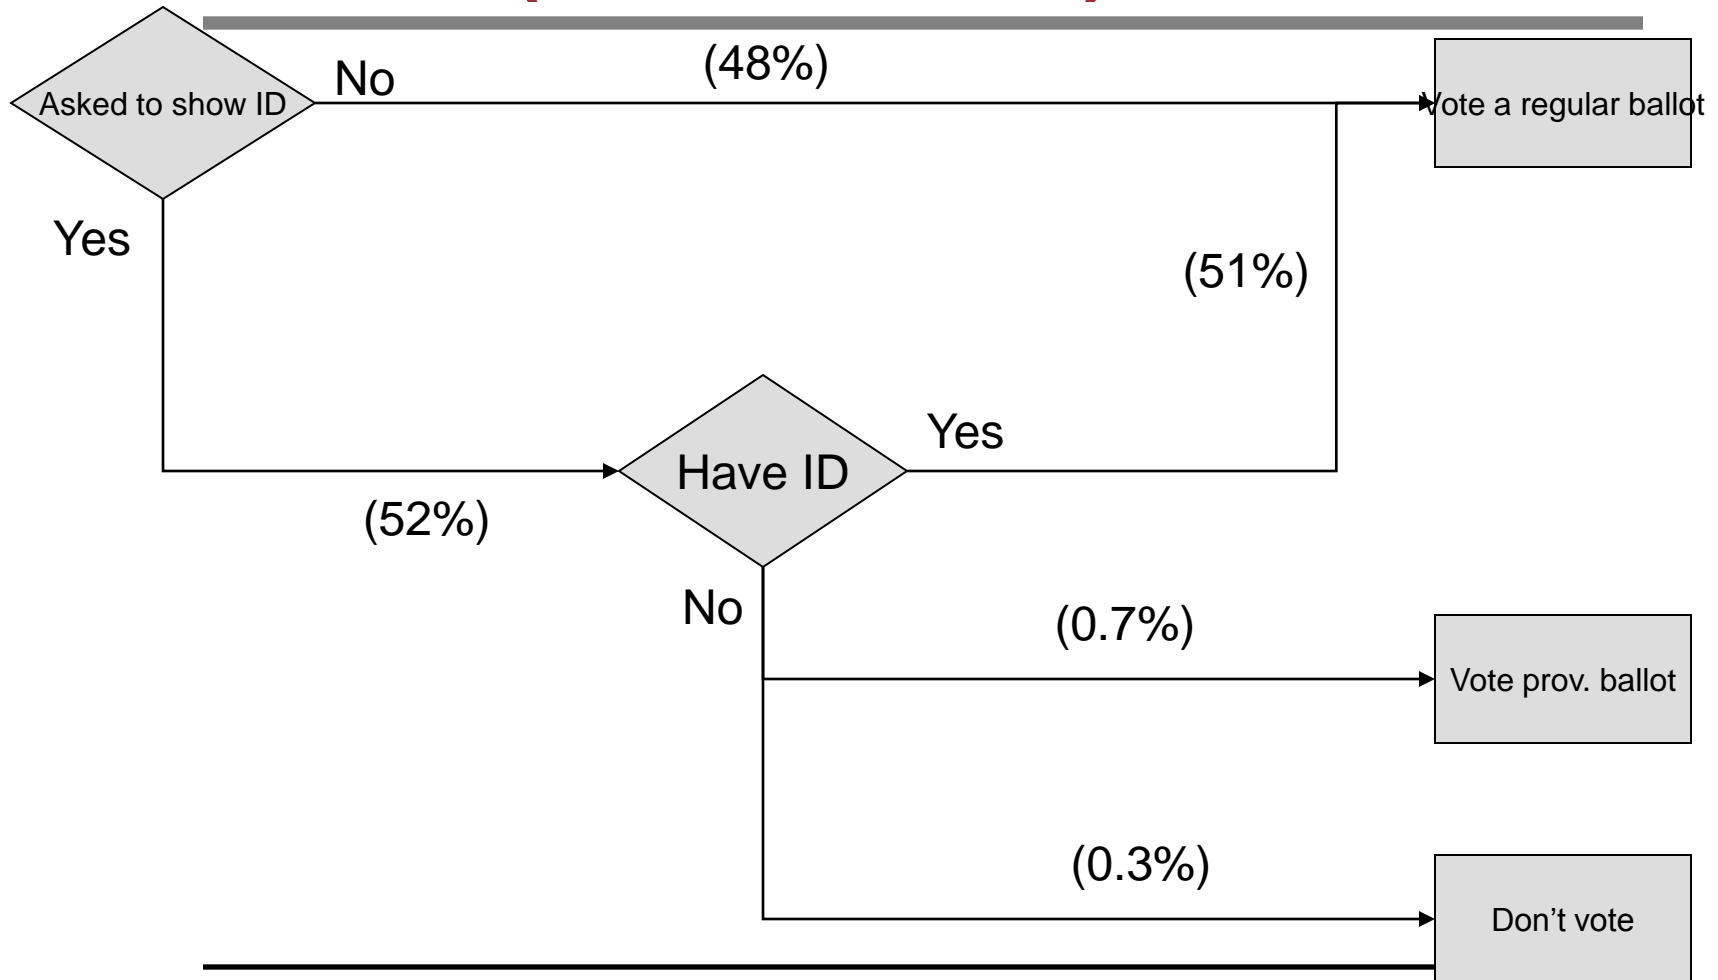 (48%)
No
Asked to show ID
Vote a regular ballot
Yes
(51%)
Yes
Have ID
(52%)
No
(0.7%)
Vote prov. ballot
(0.3%)
Don’t vote